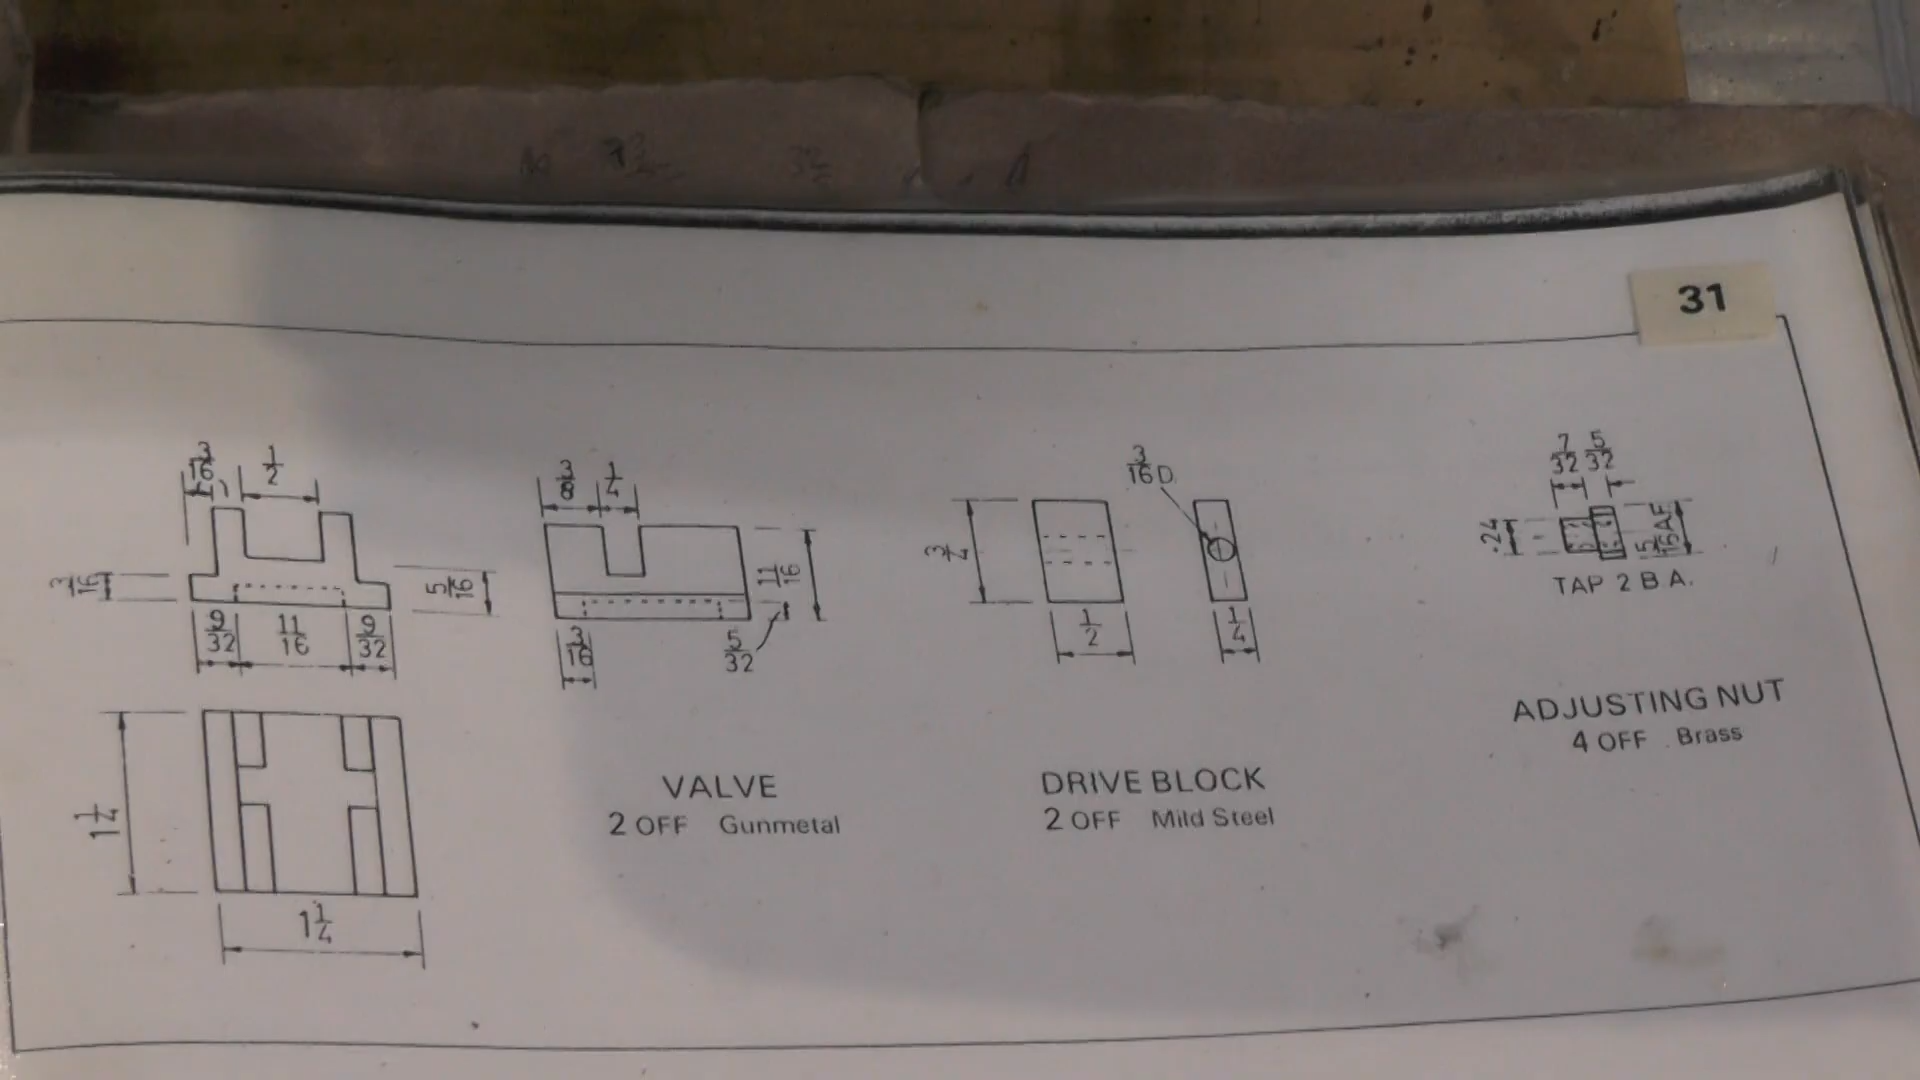 31
3/16 1/2
3/16
5/16
9/32 11/16 9/32
1 1/4
1 1/4
3/8 1/4
11/16
3/16 5/32
VALVE
2 OFF Gunmetal
3/16 D.
3/4
1/2 1/4
DRIVE BLOCK
2 OFF Mild Steel
7/32 5/32
.24
5/16 AF
TAP 2 B A.
ADJUSTING NUT
4 OFF . Brass